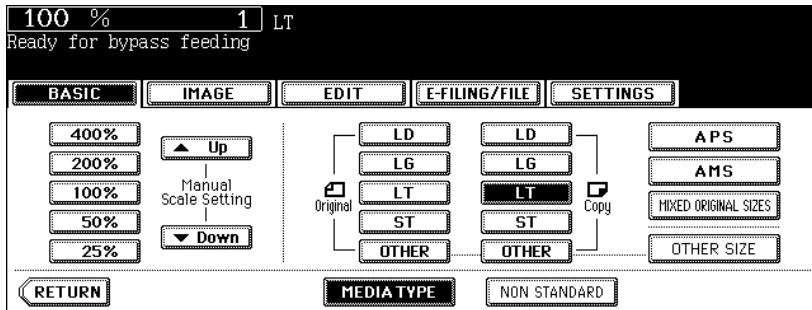 100 % 1 LT
Ready for bypass feeding
BASIC IMAGE EDIT E-FILING/FILE SETTINGS
400% Up LD LD APS
200% LG LG AMS
100% Manual Scale Setting Original LT LT Copy MIXED ORIGINAL SIZES
50% ST ST
25% Down OTHER OTHER OTHER SIZE
RETURN MEDIA TYPE NON STANDARD